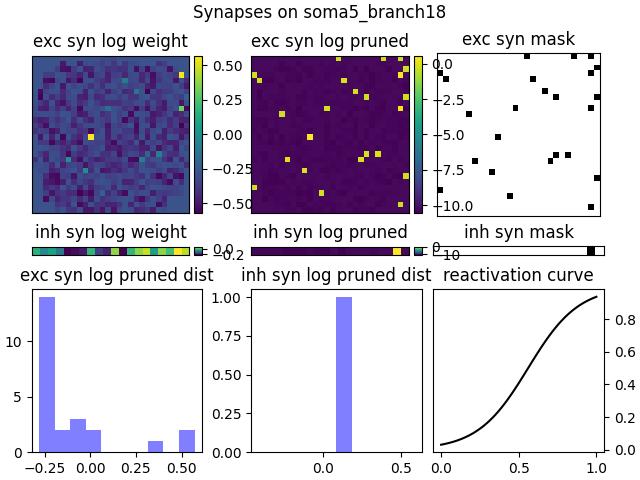 Synapses on soma5_branch18
exc syn log weight
exc syn log pruned
exc syn mask
0.50
0.25
0.00
−0.25
−0.50
0.0
−2.5
−5.0
−7.5
−10.0
inh syn log weight
inh syn log pruned
inh syn mask
0.0
−0.2
0
−10
exc syn log pruned dist
inh syn log pruned dist
reactivation curve
10
5
0
−0.25 0.00 0.25 0.50
1.00
0.75
0.50
0.25
0.00
0.0 0.5
0.8
0.6
0.4
0.2
0.0
0.0 0.5 1.0